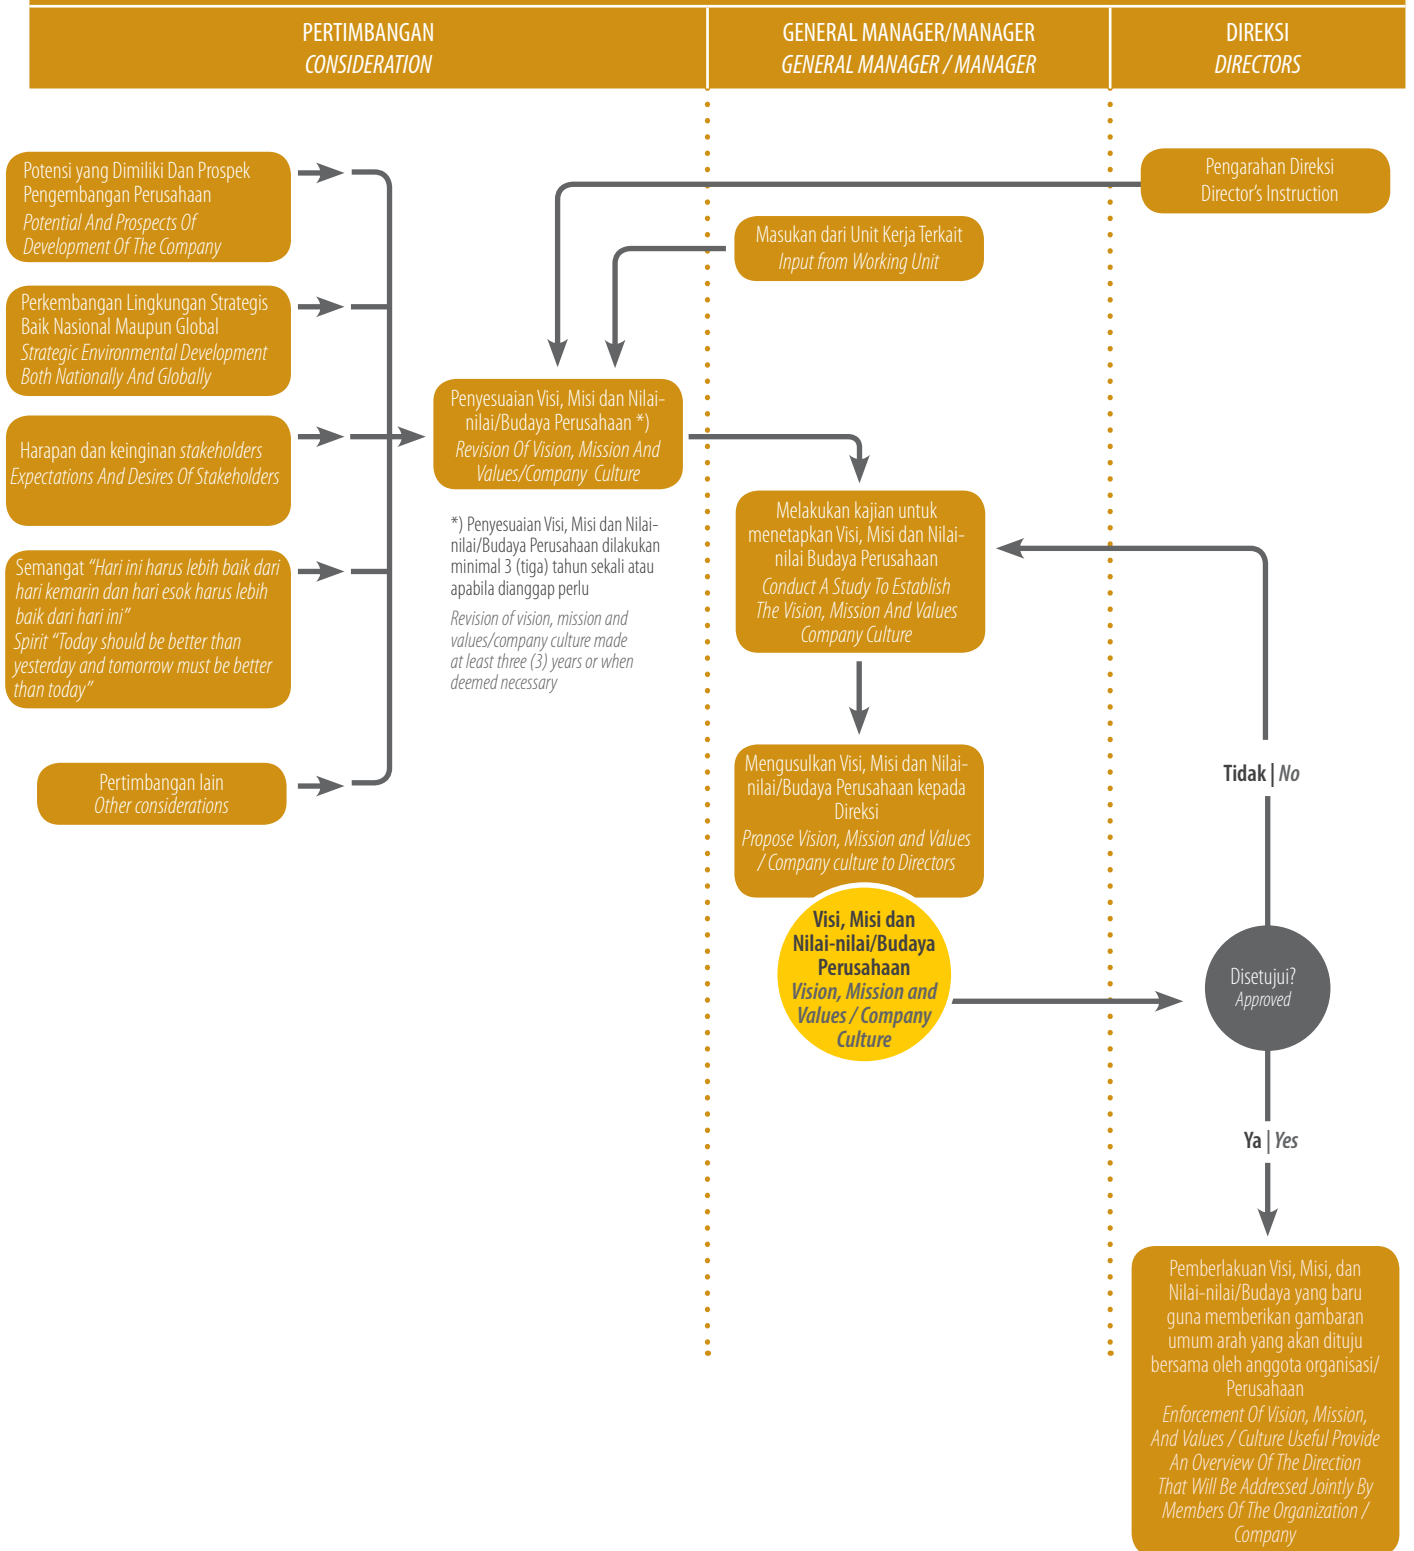 PERTIMBANGAN
CONSIDERATION
GENERAL MANAGER/MANAGER
GENERAL MANAGER / MANAGER
DIREKSI
DIRECTORS
Potensi yang Dimiliki Dan Prospek
Pengembangan Perusahaan
Potential And Prospects Of
Development Of The Company
Perkembangan Lingkungan Strategis
Baik Nasional Maupun Global
Strategic Environmental Development
Both Nationally And Globally
Harapan dan keinginan stakeholders
Expectations And Desires Of Stakeholders
Semangat “Hari ini harus lebih baik dari
hari kemarin dan hari esok harus lebih
baik dari hari ini”
Spirit “Today should be better than
yesterday and tomorrow must be better
than today”
Pertimbangan lain
Other considerations
Penyesuaian Visi, Misi dan Nilai-
nilai/Budaya Perusahaan *)
Revision Of Vision, Mission And
Values/Company Culture
*) Penyesuaian Visi, Misi dan Nilai-
nilai/Budaya Perusahaan dilakukan
minimal 3 (tiga) tahun sekali atau
apabila dianggap perlu
Revision of vision, mission and
values/company culture made
at least three (3) years or when
deemed necessary
Masukan dari Unit Kerja Terkait
Input from Working Unit
Melakukan kajian untuk
menetapkan Visi, Misi dan Nilai-
nilai Budaya Perusahaan
Conduct A Study To Establish
The Vision, Mission And Values
Company Culture
Mengusulkan Visi, Misi dan Nilai-
nilai/Budaya Perusahaan kepada
Direksi
Propose Vision, Mission and Values
/ Company culture to Directors
Visi, Misi dan
Nilai-nilai/Budaya
Perusahaan
Vision, Mission and
Values / Company
Culture
Pengarahan Direksi
Director's Instruction
Tidak | No
Disetujui?
Approved
Ya | Yes
Pemberlakuan Visi, Misi, dan
Nilai-nilai/Budaya yang baru
guna memberikan gambaran
umum arah yang akan dituju
bersama oleh anggota organisasi/
Perusahaan
Enforcement Of Vision, Mission,
And Values / Culture Useful Provide
An Overview Of The Direction
That Will Be Addressed Jointly By
Members Of The Organization /
Company